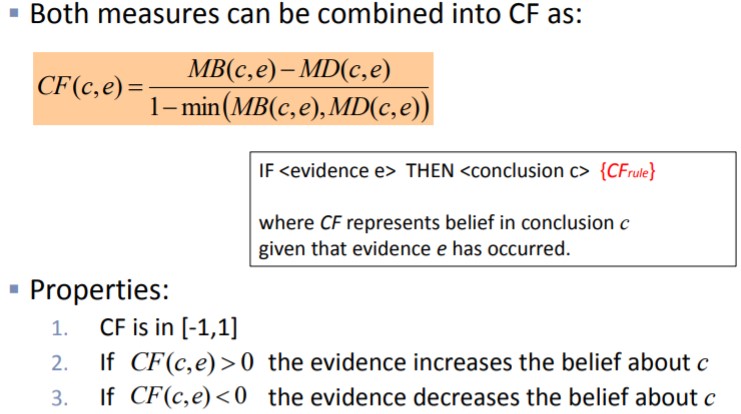 ▪ Both measures can be combined into CF as:
CF(c,e) = MB(c,e) – MD(c,e) / 1 – min(MB(c,e), MD(c,e))
IF <evidence e> THEN <conclusion c> {CFrule}
where CF represents belief in conclusion c
given that evidence e has occurred.
▪ Properties:
1. CF is in [-1,1]
2. If CF(c,e) > 0 the evidence increases the belief about c
3. If CF(c,e) < 0 the evidence decreases the belief about c